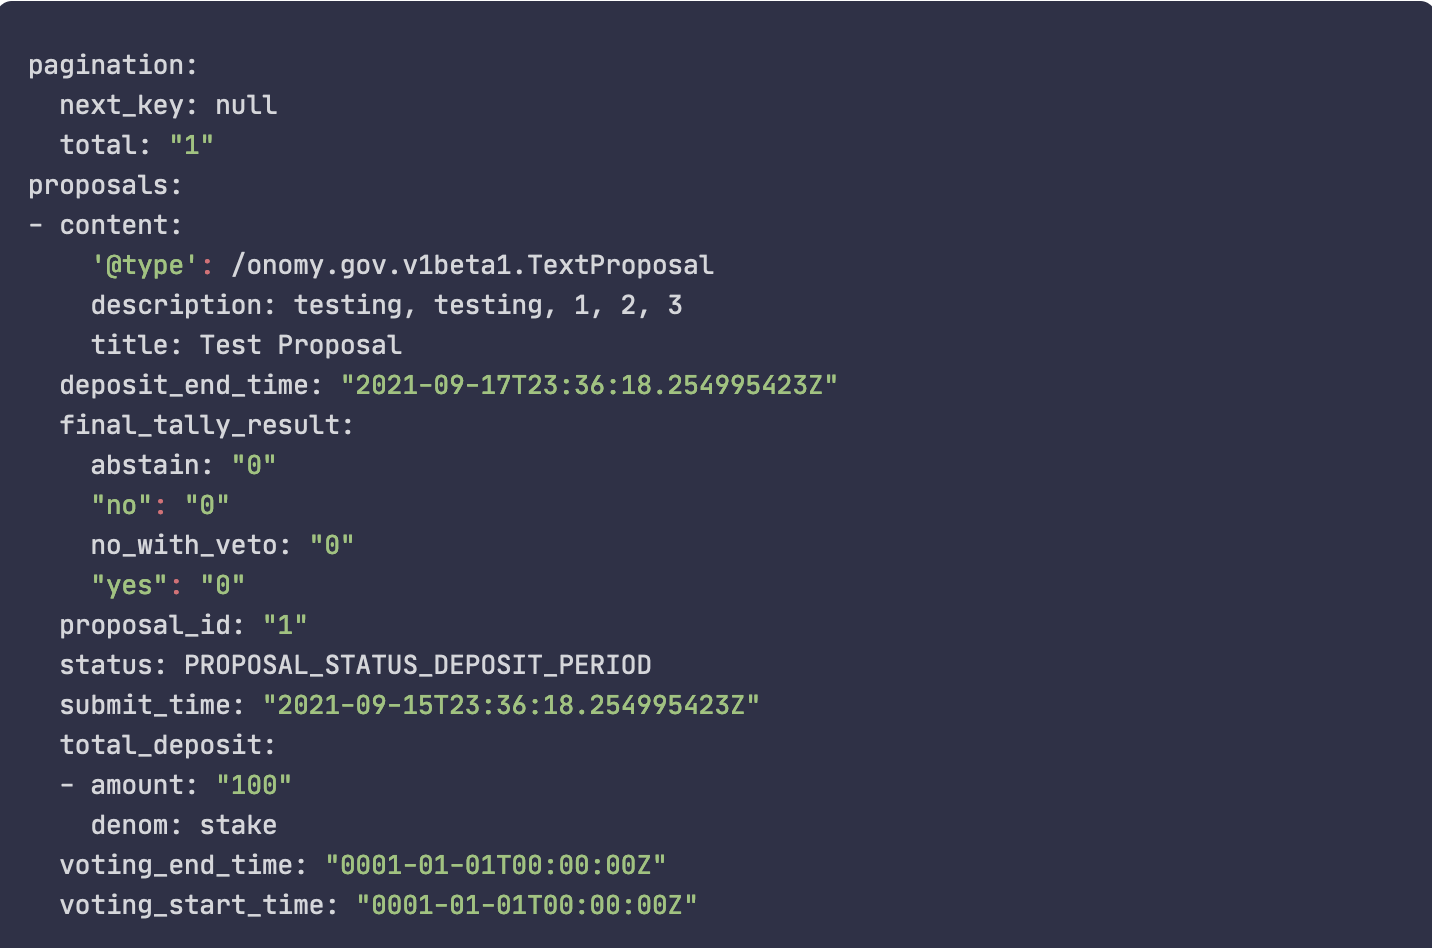 pagination:
  next_key: null
  total: "1"
proposals:
- content:
    '@type': /onomy.gov.v1beta1.TextProposal
    description: testing, testing, 1, 2, 3
    title: Test Proposal
  deposit_end_time: "2021-09-17T23:36:18.254995423Z"
  final_tally_result:
    abstain: "0"
    "no": "0"
    no_with_veto: "0"
    "yes": "0"
  proposal_id: "1"
  status: PROPOSAL_STATUS_DEPOSIT_PERIOD
  submit_time: "2021-09-15T23:36:18.254995423Z"
  total_deposit:
  - amount: "100"
    denom: stake
  voting_end_time: "0001-01-01T00:00:00Z"
  voting_start_time: "0001-01-01T00:00:00Z"